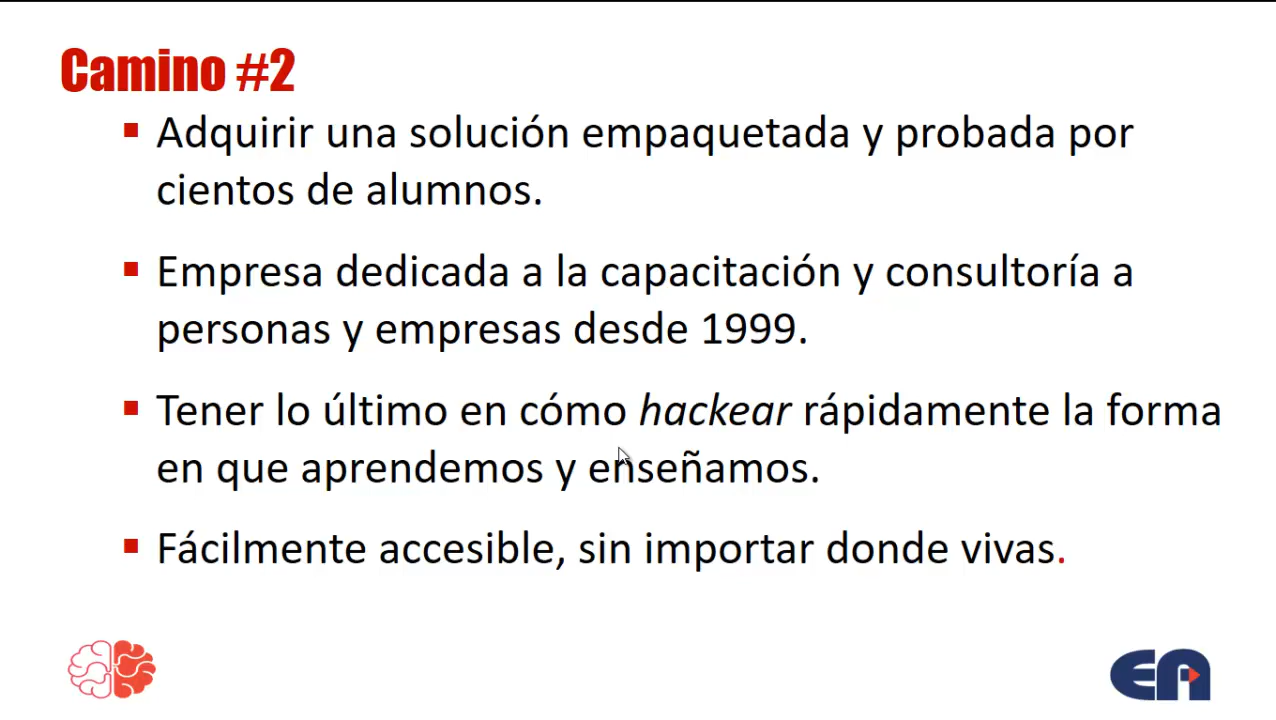 Camino #2
▪ Adquirir una solución empaquetada y probada por
cientos de alumnos.
▪ Empresa dedicada a la capacitación y consultoría a
personas y empresas desde 1999.
▪ Tener lo último en cómo hackear rápidamente la forma
en que aprendemos y enseñamos.
▪ Fácilmente accesible, sin importar donde vivas.
EA